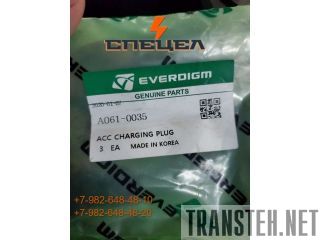 СПЕЦЕЛ
EVERDIGM
GENUINE PARTS
A061-0035
ACC CHARGING PLUG
3 EA MADE IN KOREA
+7-982-648-48-10
+7-982-648-48-20
TRANSTEH.NET